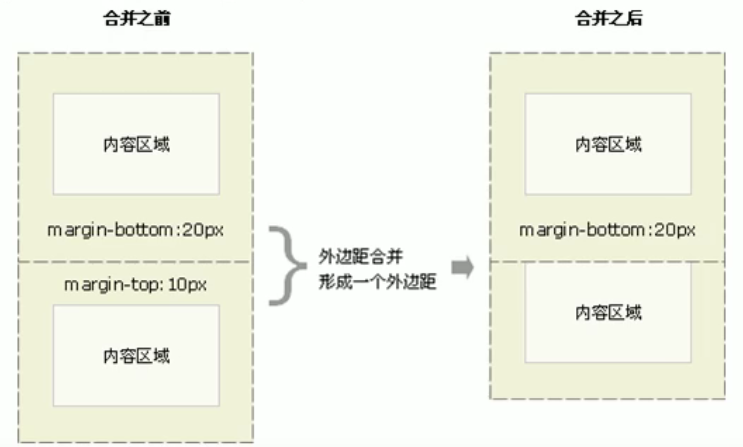 合并之前
合并之后
内容区域
内容区域
margin-bottom:20px
margin-bottom:20px
外边距合并
形成一个外边距
margin-top: 10px
内容区域
内容区域